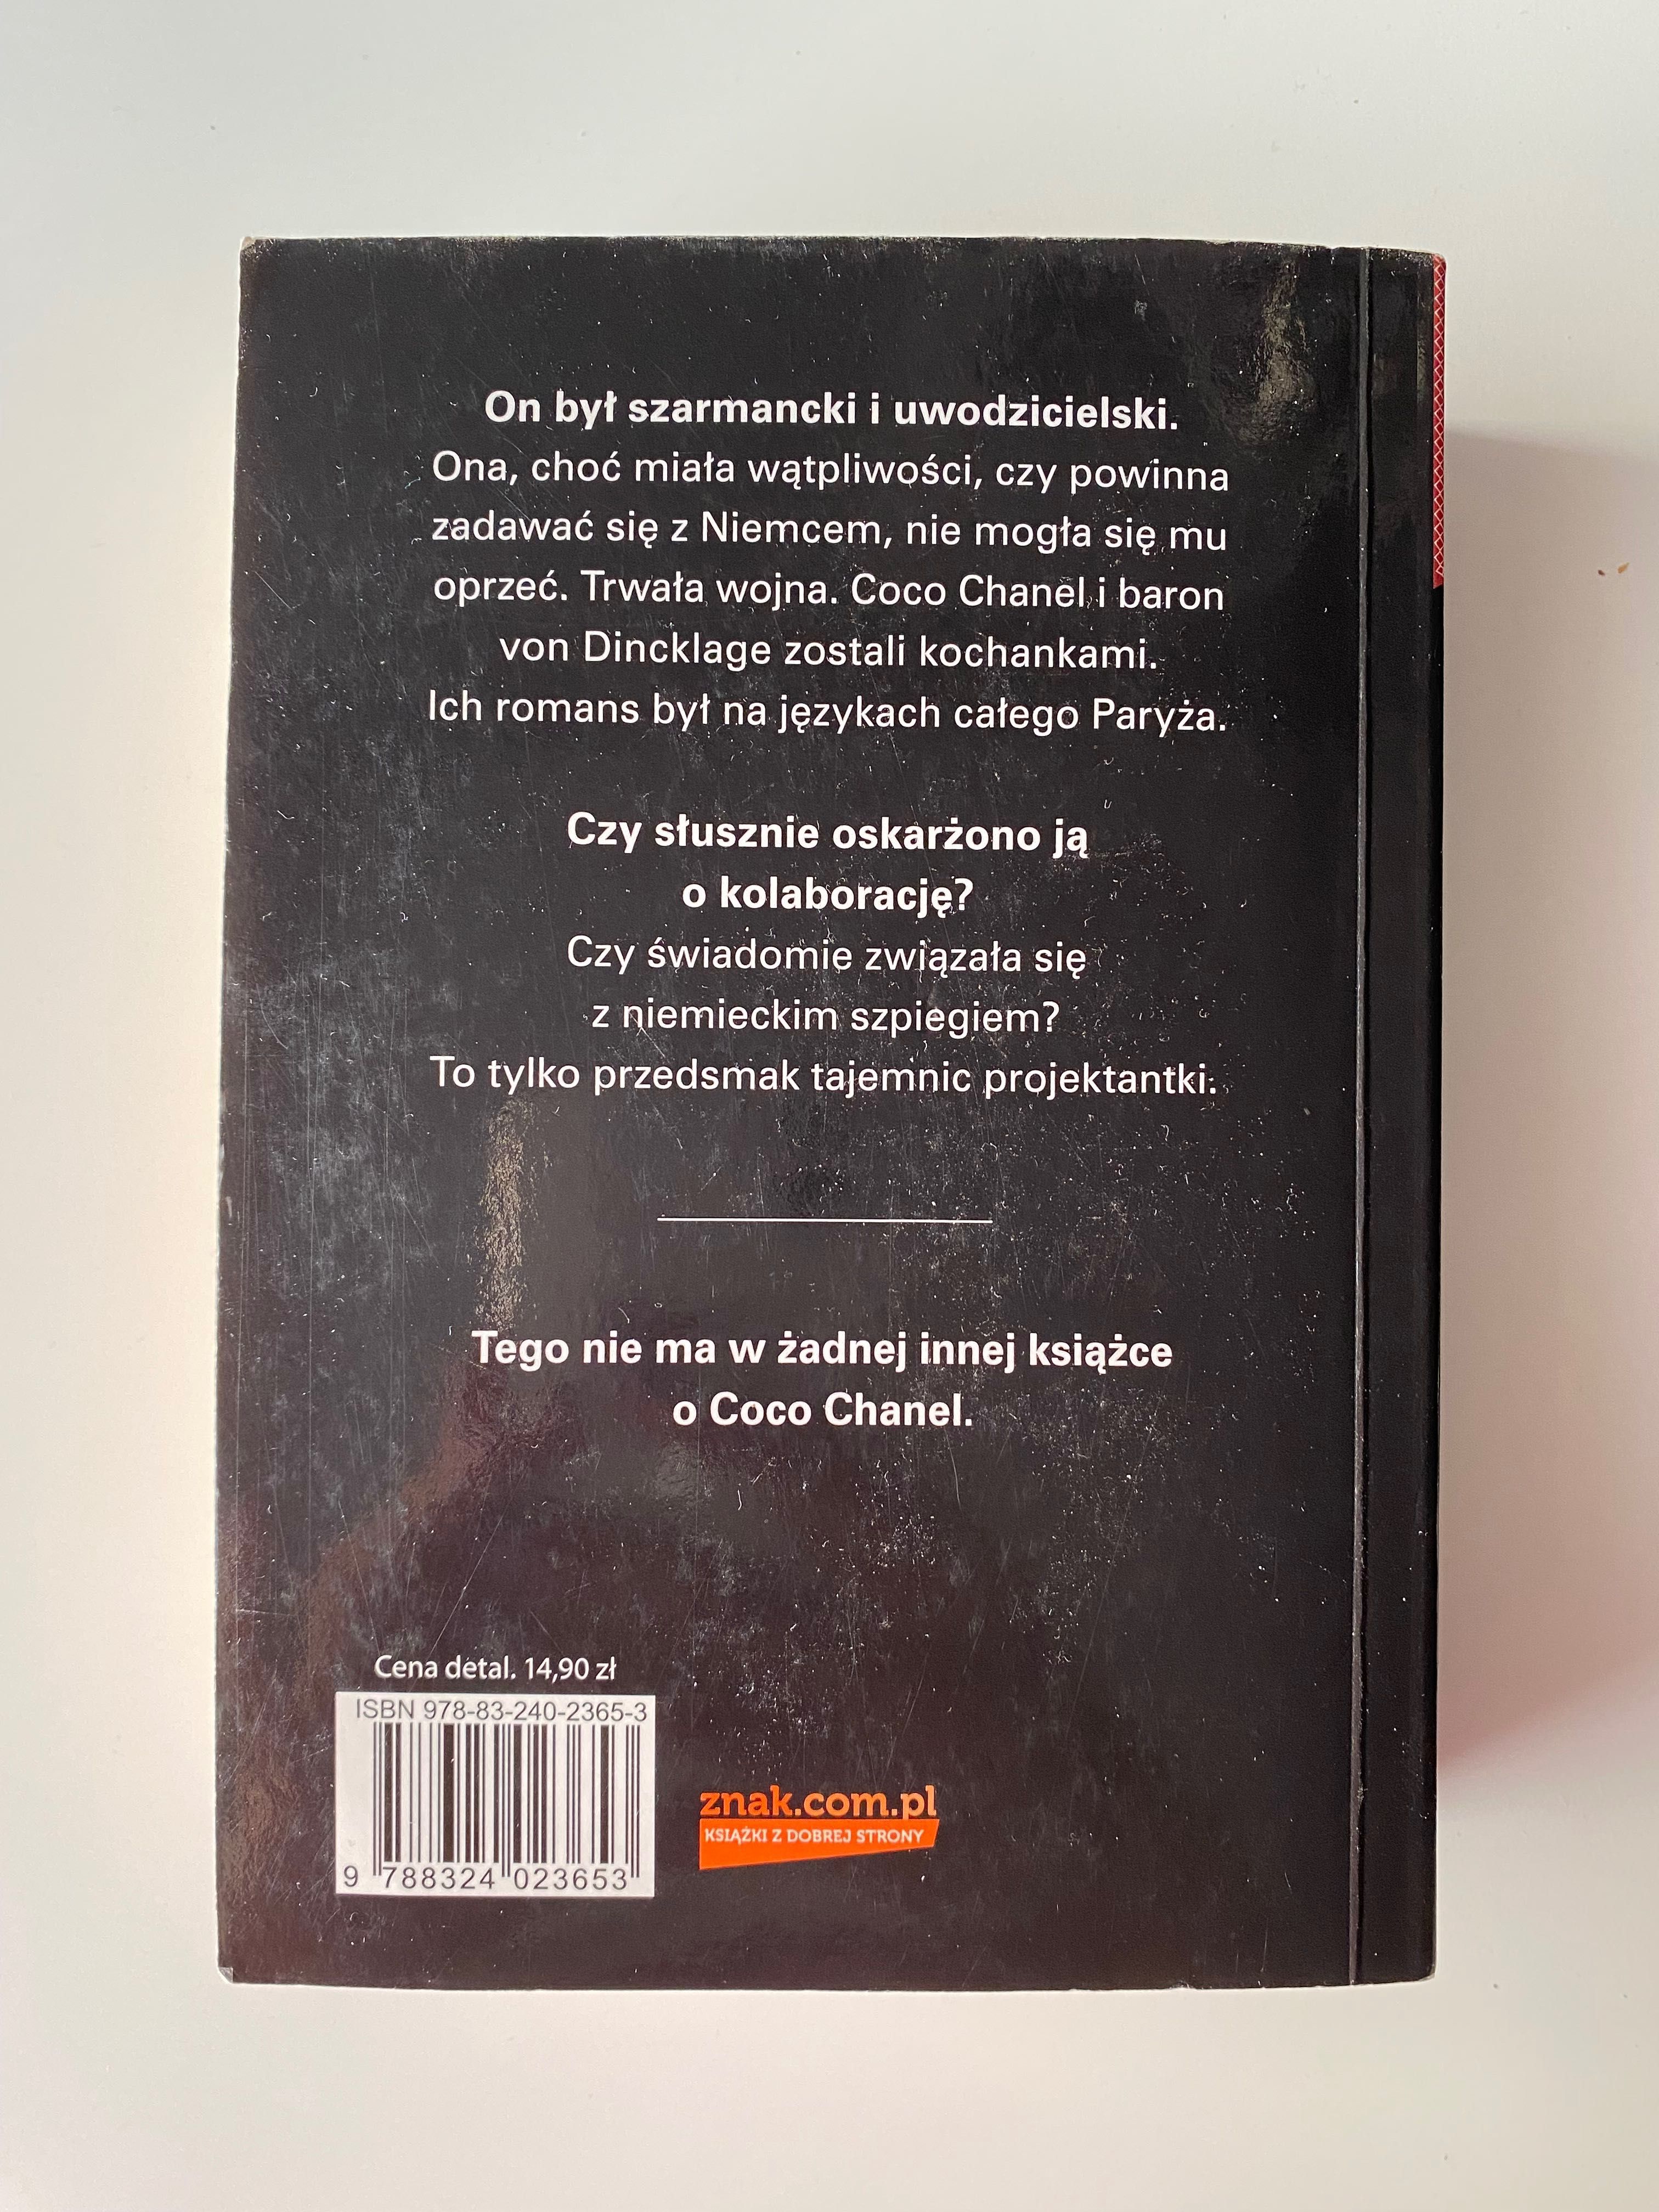 On był szarmancki i uwodzicielski.
Ona, choć miała wątpliwości, czy powinna
zadawać się z Niemcem, nie mogła się mu
oprzeć. Trwała wojna. Coco Chanel i baron
von Dincklage zostali kochankami.
Ich romans był na językach całego Paryża.
Czy słusznie oskarżono ją
o kolaborację?
Czy świadomie związała się
z niemieckim szpiegiem?
To tylko przedsmak tajemnic projektantki.
Tego nie ma w żadnej innej książce
o Coco Chanel.
Cena detal. 14,90 zł
ISBN 978-83-240-2365-3
9 788324 023653
znak.com.pl
KSIĄŻKI Z DOBREJ STRONY